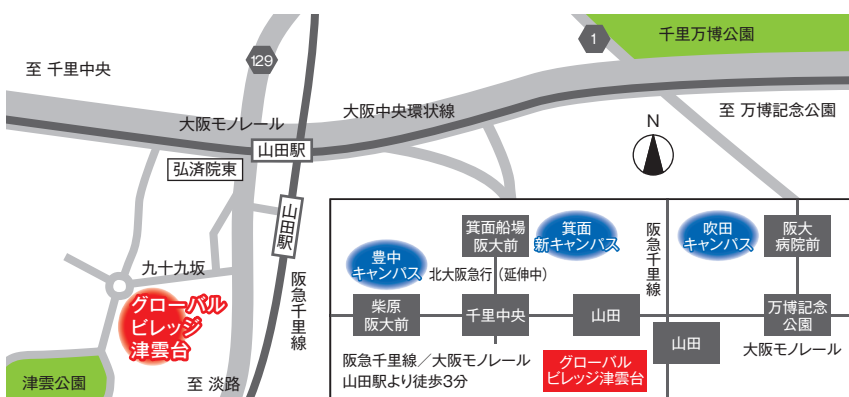 千里万博公園
1
129
至 千里中央
大阪モノレール
大阪中央環状線
至 万博記念公園
山田駅
弘済院東
N
山田駅
九十九坂
阪急千里線
グローバル
ビレッジ
津雲台
津雲公園
至 淡路
箕面船場
阪大前
箕面
新キャンパス
阪急千里線
吹田
キャンパス
阪大
病院前
豊中
キャンパス
北大阪急行（延伸中）
柴原
阪大前
千里中央
山田
万博記念
公園
山田
大阪モノレール
阪急千里線／大阪モノレール
山田駅より徒歩3分
グローバル
ビレッジ津雲台